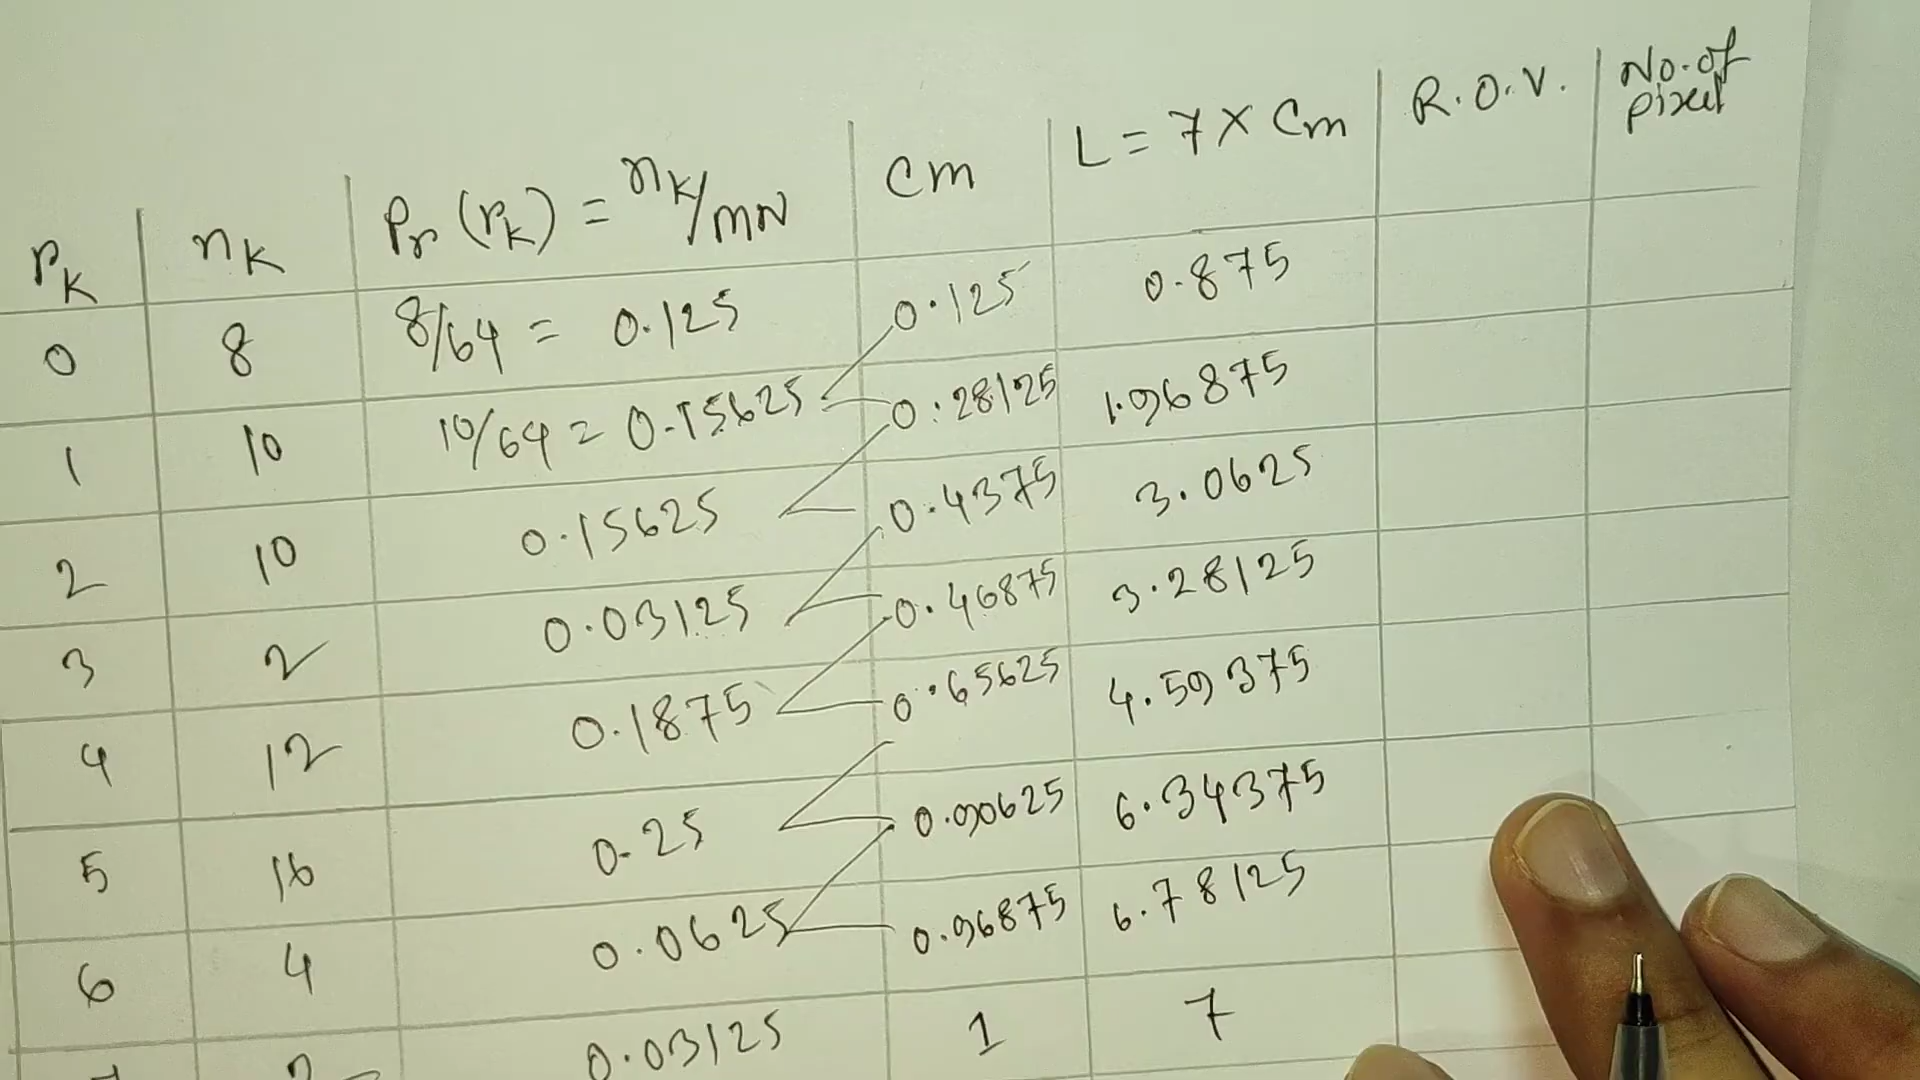 rk nk Pr (rk) = nk/MN Cm L = 7 x Cm R.O.V. No. of pixel
0 8 8/64 = 0.125 0.125 0.875
1 10 10/64 = 0.15625 0.28125 1.96875
2 10 0.15625 0.4375 3.0625
3 2 0.03125 0.46875 3.28125
4 12 0.1875 0.65625 4.59375
5 16 0.25 0.90625 6.34375
6 4 0.0625 0.96875 6.78125
0.03125 1 7